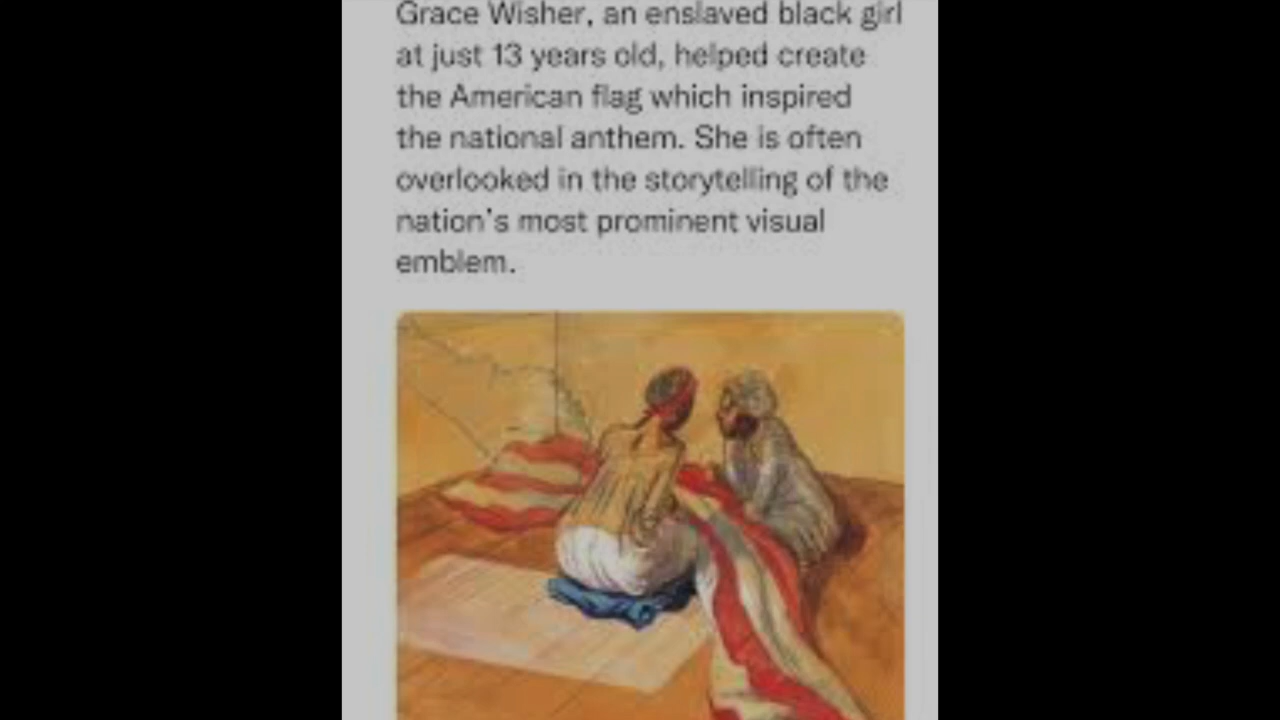 Grace Wisher, an enslaved black girl
at just 13 years old, helped create
the American flag which inspired
the national anthem. She is often
overlooked in the storytelling of the
nation's most prominent visual
emblem.